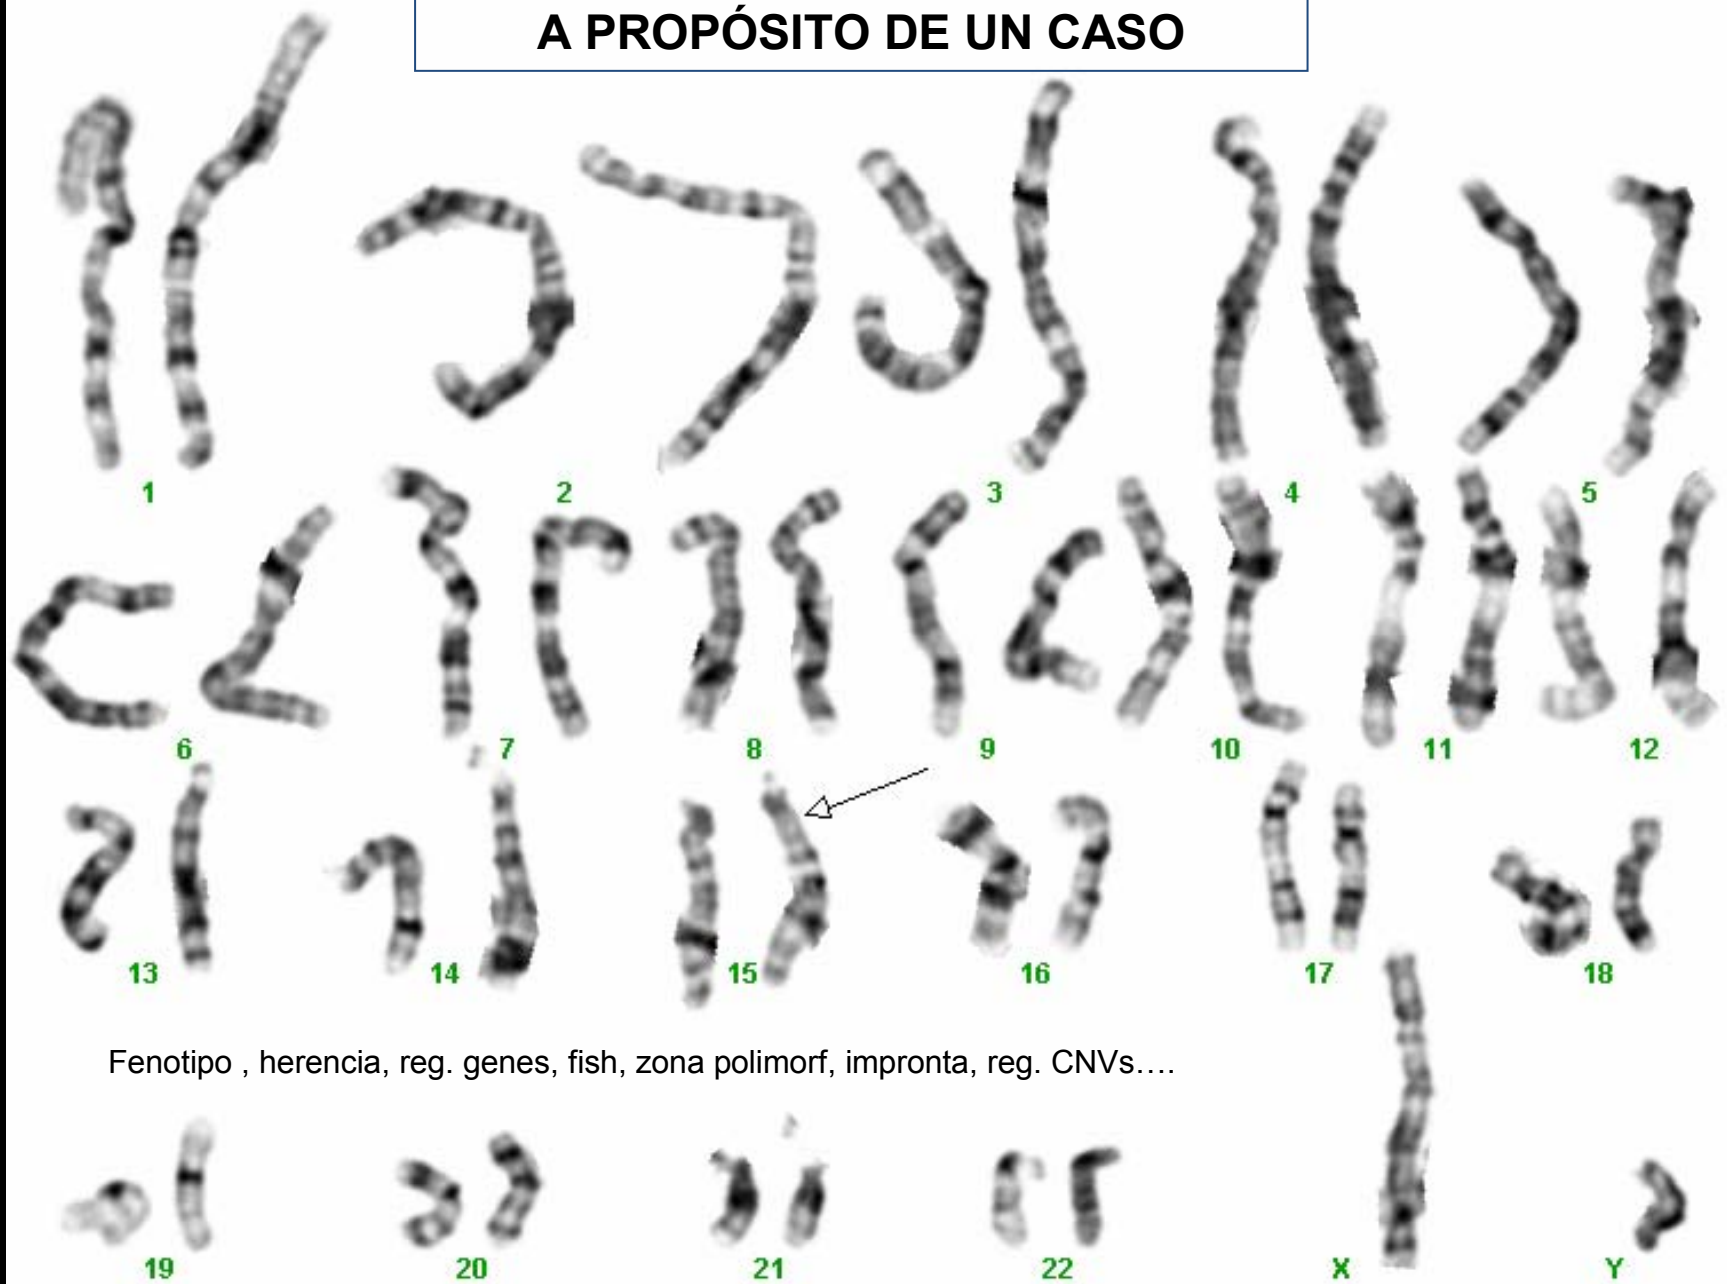 A PROPÓSITO DE UN CASO
1 2 3 4 5
6 7 8 9 10 11 12
13 14 15 16 17 18
Fenotipo , herencia, reg. genes, fish, zona polimorf, impronta, reg. CNVs....
19 20 21 22 X Y